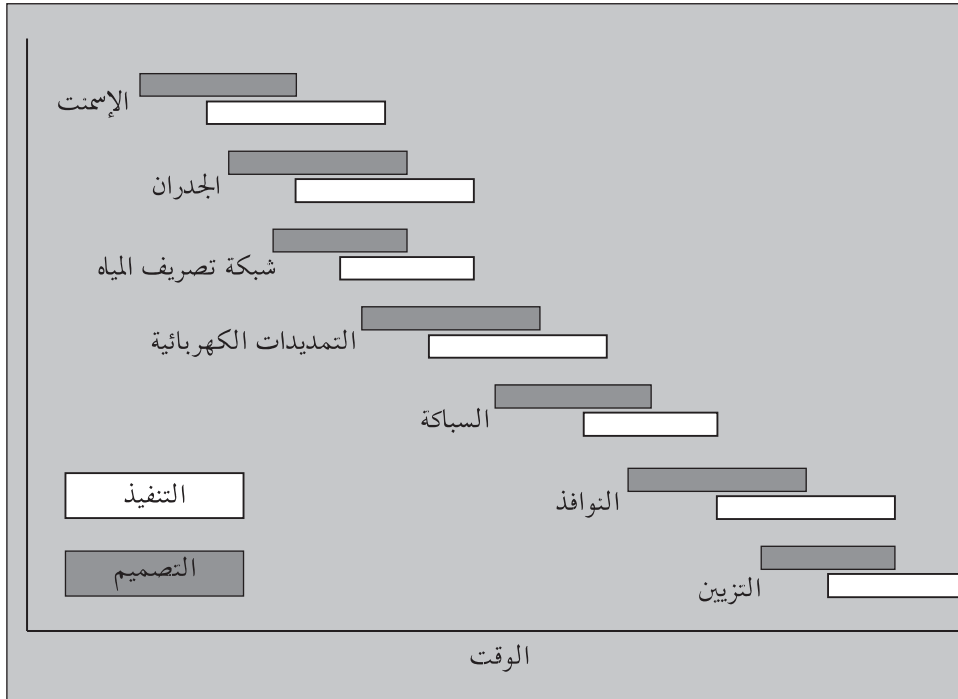 الإسمنت
الجدران
شبكة تصريف المياه
التمديدات الكهربائية
السباكة
النوافذ
التزيين
التنفيذ
التصميم
الوقت